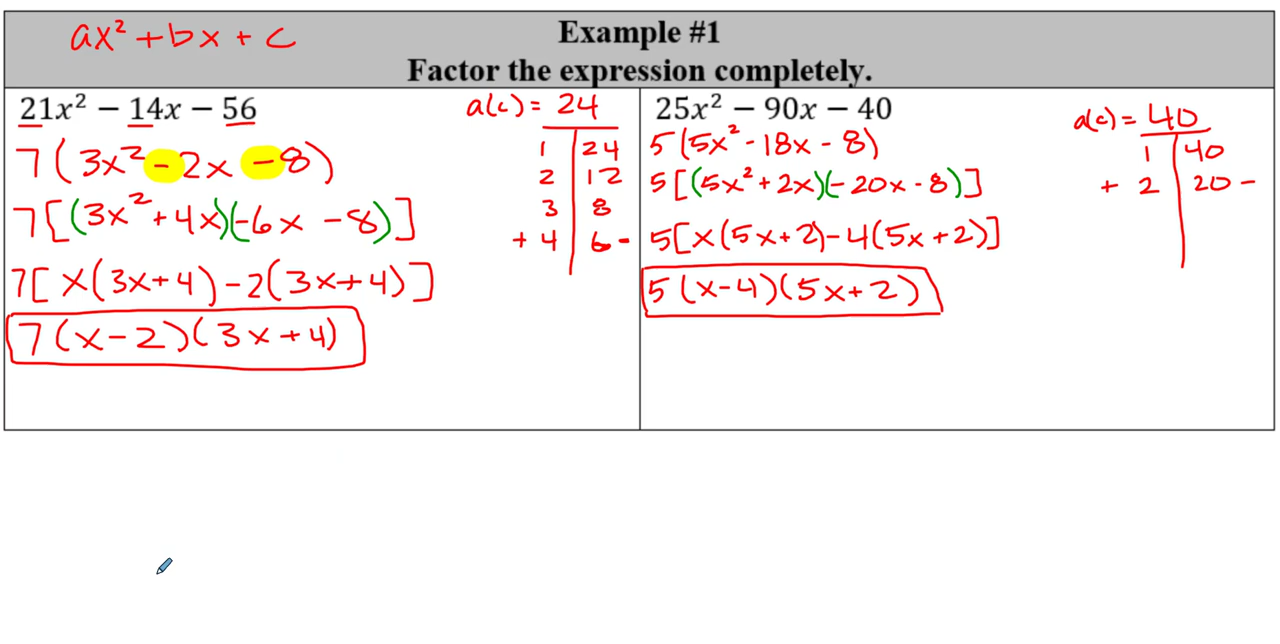 ax² + bx + c
Example #1
Factor the expression completely.
21x² − 14x − 56
7(3x² − 2x − 8)
7[(3x² + 4x)(−6x − 8)]
7[x(3x+4) − 2(3x+4)]
7(x−2)(3x+4)
a(c) = 24
1 | 24
2 | 12
3 | 8
+ 4 | 6 −
25x² − 90x − 40
5(5x² − 18x − 8)
5[(5x² + 2x)(−20x − 8)]
5[x(5x+2) − 4(5x+2)]
5(x−4)(5x+2)
a(c) = 40
1 | 40
+ 2 | 20 −